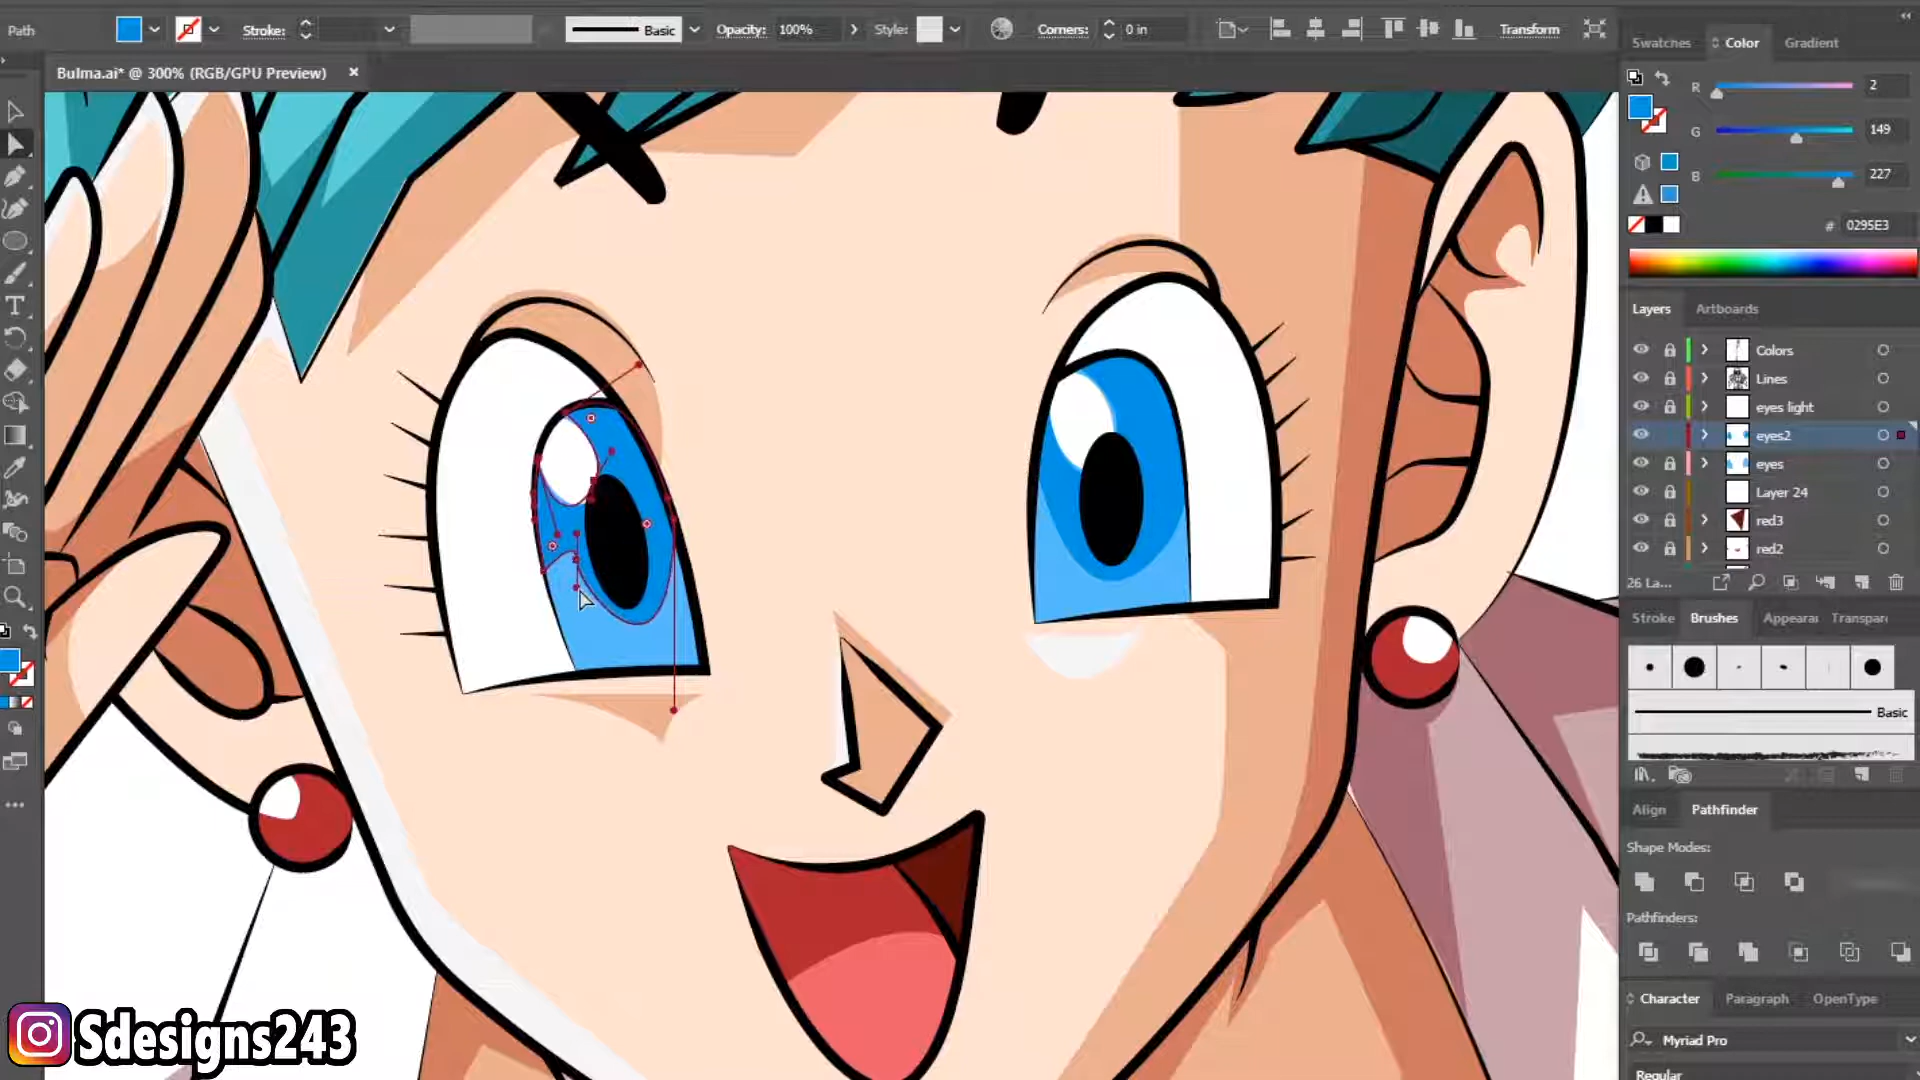 Path
Stroke:
Basic
Opacity: 100%
Style:
Corners: 0 in
Transform
Bulma.ai* @ 300% (RGB/GPU Preview) ×
Swatches Color Gradient
R 2
G 149
B 227
# 0295E3
Layers Artboards
Colors
Lines
eyes light
eyes2
eyes
Layer 24
red3
red2
26 La...
Stroke Brushes Appearar Transpare
Basic
Align Pathfinder
Shape Modes:
Pathfinders:
Character Paragraph OpenType
Myriad Pro
Regular
Sdesigns243